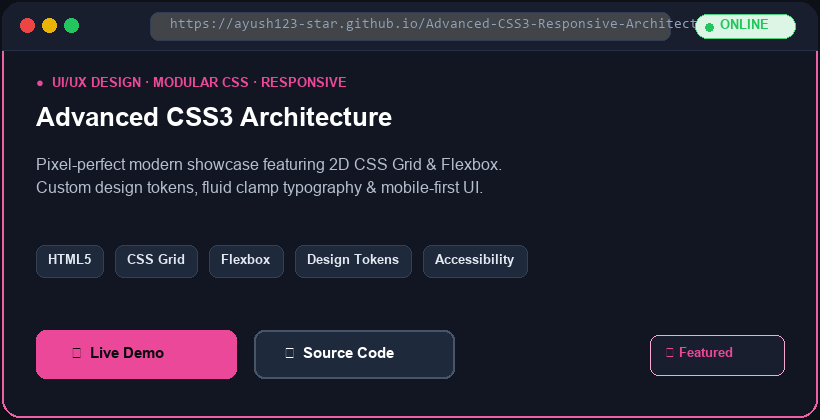 https://ayush123-star.github.io/Advanced-CSS3-Responsive-Architect
ONLINE
UI/UX DESIGN · MODULAR CSS · RESPONSIVE
Advanced CSS3 Architecture
Pixel-perfect modern showcase featuring 2D CSS Grid & Flexbox.
Custom design tokens, fluid clamp typography & mobile-first UI.
HTML5 CSS Grid Flexbox Design Tokens Accessibility
Live Demo Source Code Featured